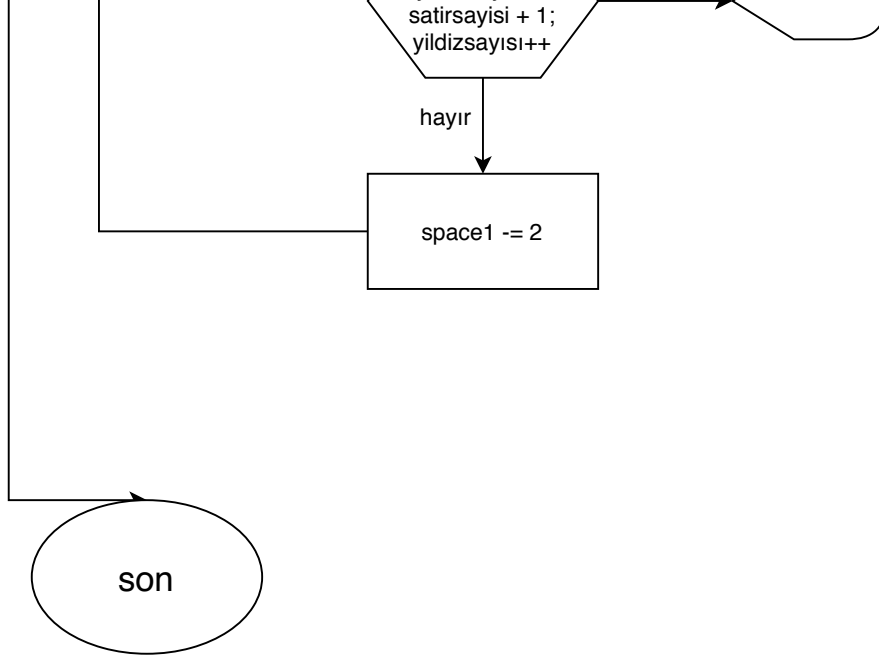 satirsayisi + 1;
yildizsayısı++
hayır
space1 -= 2
son